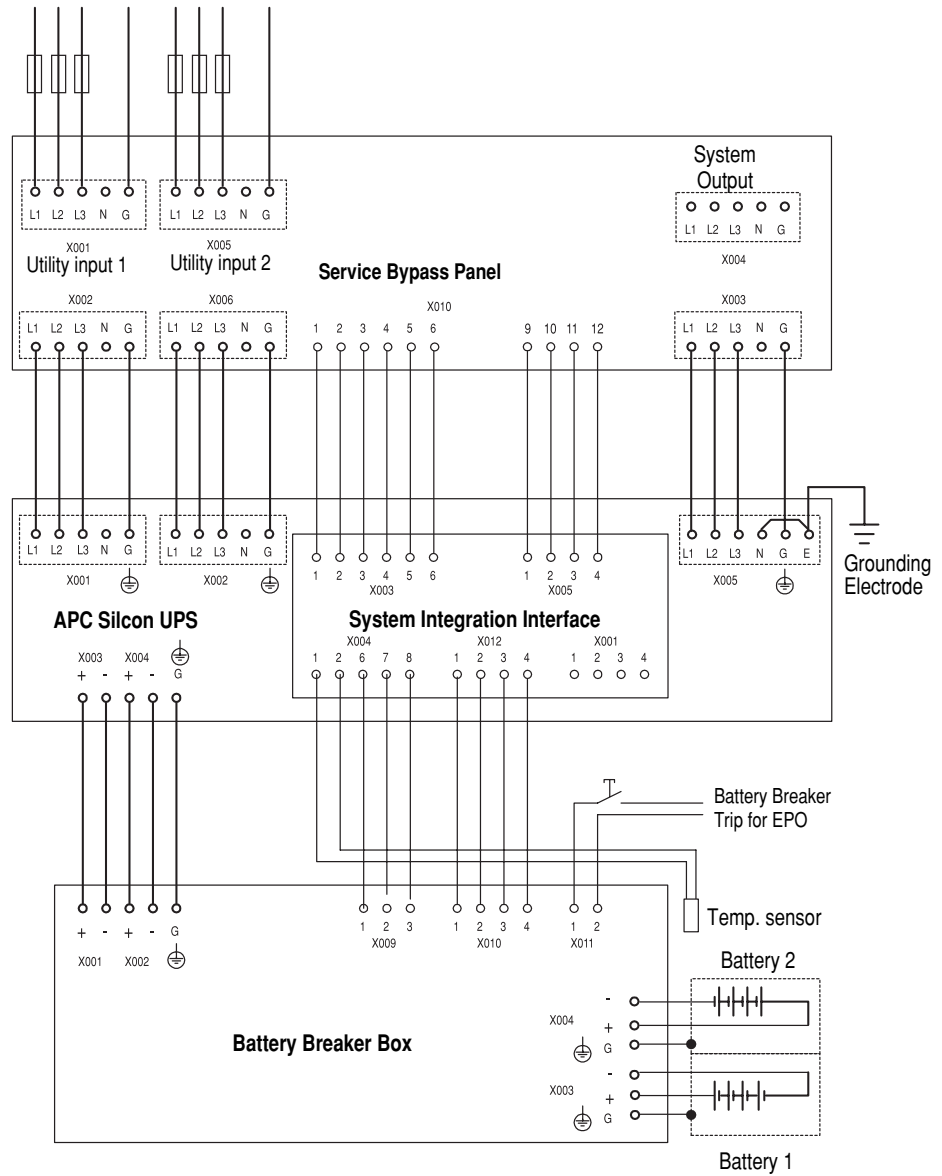 System
Output
L1 L2 L3 N G
L1 L2 L3 N G
L1 L2 L3 N G
X001
X005
X004
Utility input 1
Utility input 2
Service Bypass Panel
X002
X006
X010
X003
L1 L2 L3 N G
L1 L2 L3 N G
1 2 3 4 5 6
9 10 11 12
L1 L2 L3 N G
L1 L2 L3 N G
L1 L2 L3 N G
L1 L2 L3 N G E
X001
X002
X005
Grounding
Electrode
1 2 3 4 5 6
1 2 3 4
X003
X005
APC Silcon UPS
System Integration Interface
X003 X004
+ - + - G
X004
X012
X001
1 2 6 7 8
1 2 3 4
1 2 3 4
Battery Breaker
Trip for EPO
Temp. sensor
+ - + - G
X001 X002
1 2 3
X009
1 2 3 4
X010
1 2
X011
Battery 2
-
X004
+
G
Battery Breaker Box
-
X003
+
G
Battery 1